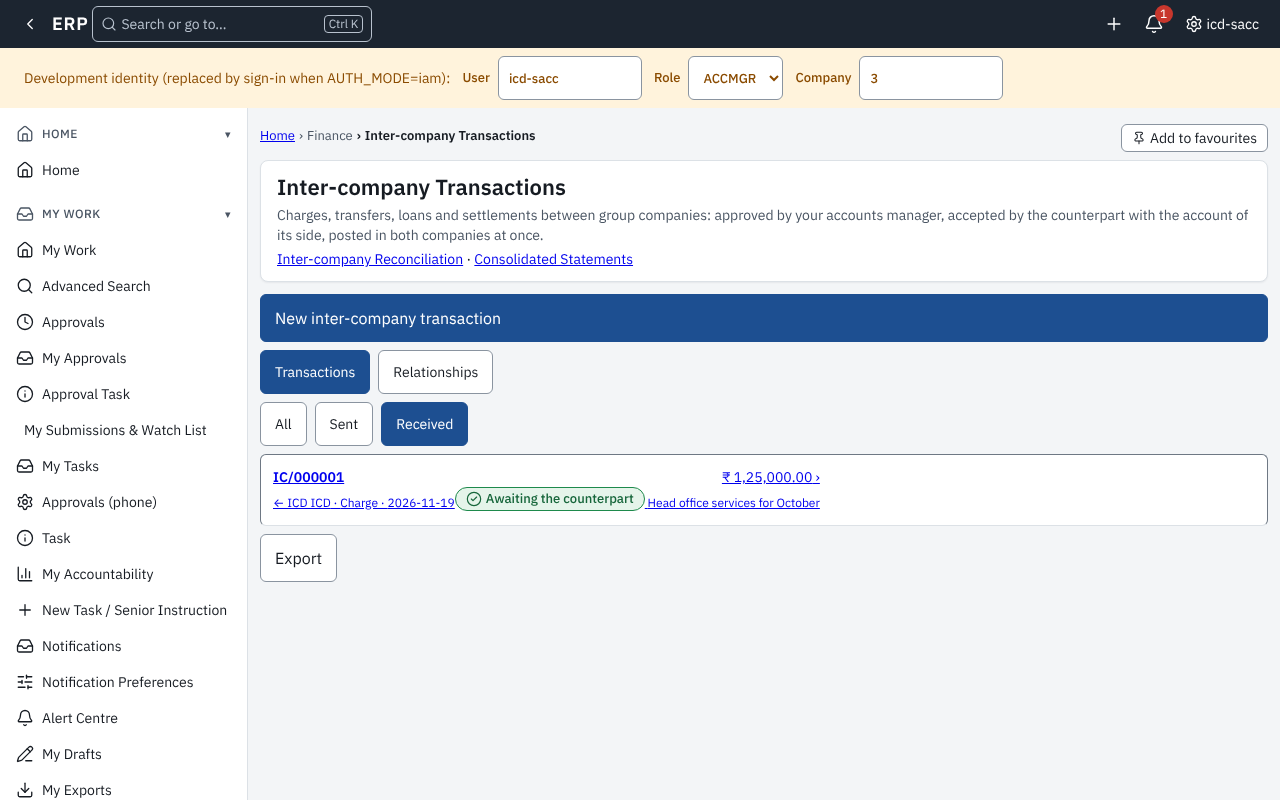 ERP
Search or go to...
Ctrl K
1
icd-sacc
Development identity (replaced by sign-in when AUTH_MODE=iam):
User
icd-sacc
Role
ACCMGR
Company
3
HOME
Home
MY WORK
My Work
Advanced Search
Approvals
My Approvals
Approval Task
My Submissions & Watch List
My Tasks
Approvals (phone)
Task
My Accountability
New Task / Senior Instruction
Notifications
Notification Preferences
Alert Centre
My Drafts
My Exports
Home › Finance › Inter-company Transactions
Add to favourites
Inter-company Transactions
Charges, transfers, loans and settlements between group companies: approved by your accounts manager, accepted by the counterpart with the account of
its side, posted in both companies at once.
Inter-company Reconciliation · Consolidated Statements
New inter-company transaction
Transactions
Relationships
All
Sent
Received
IC/000001
₹ 1,25,000.00 ›
← ICD ICD · Charge · 2026-11-19
Awaiting the counterpart
Head office services for October
Export